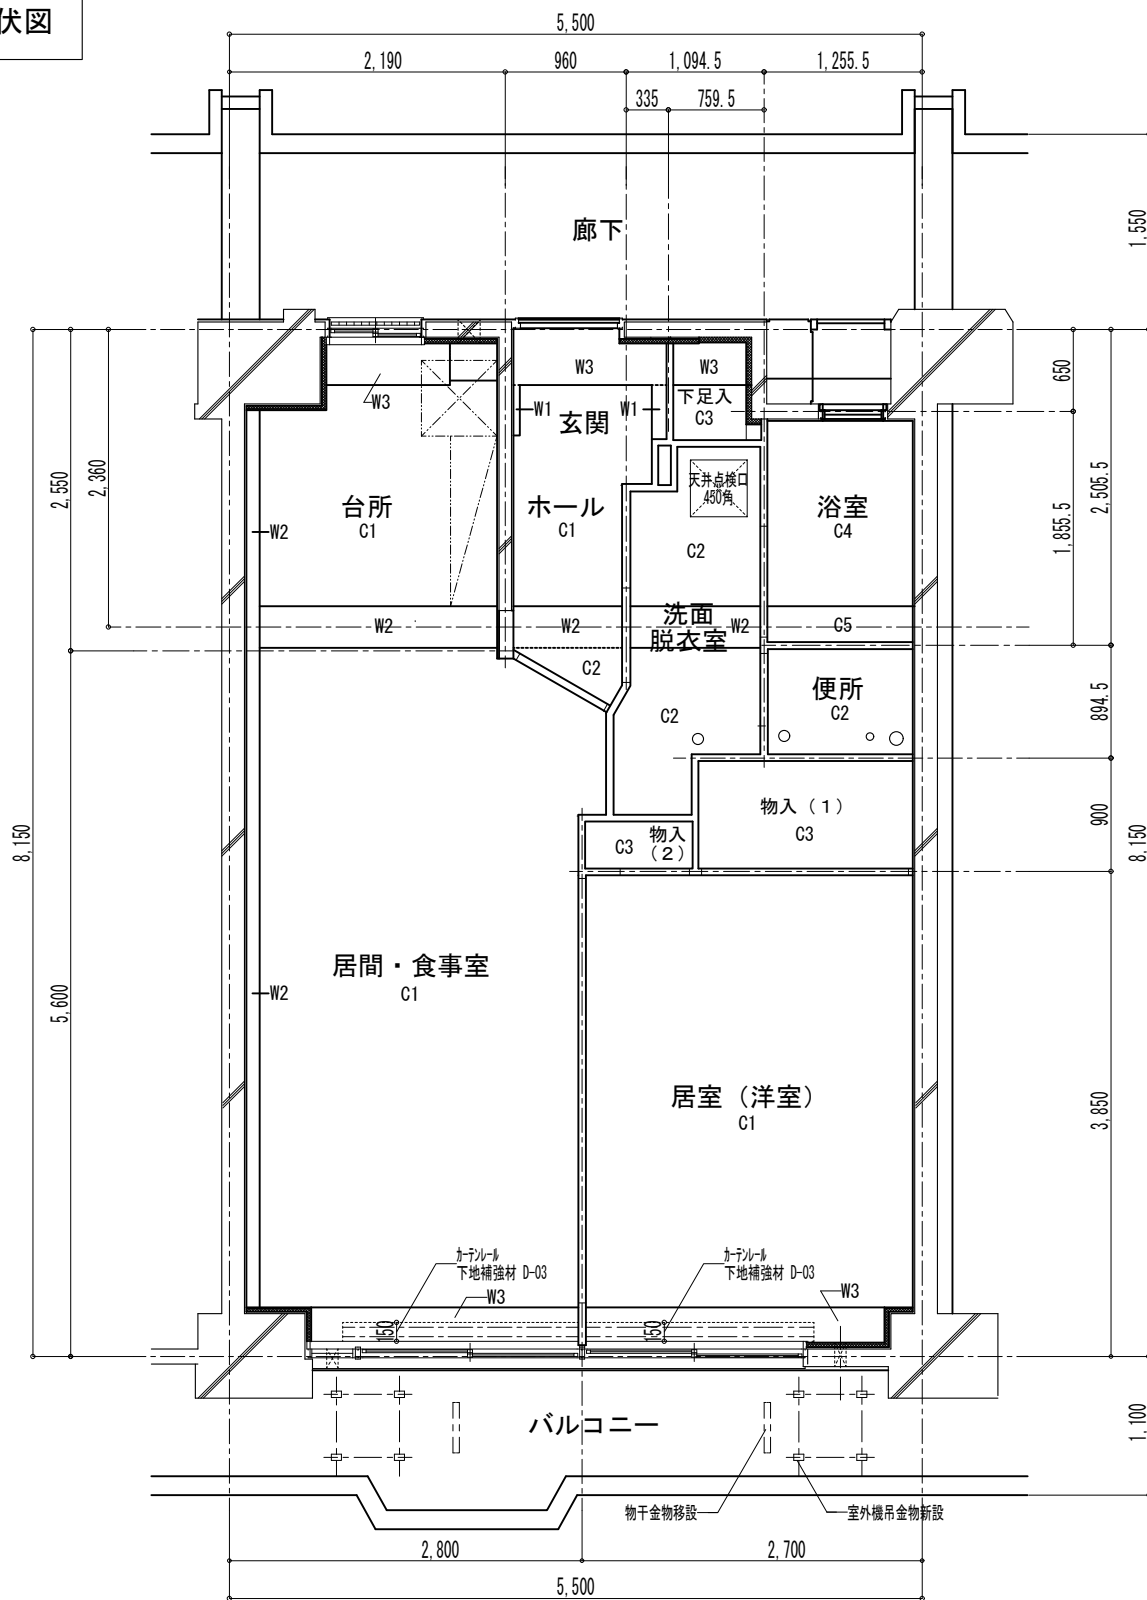 伏図
5,500
2,190
960
1,094.5
1,255.5
335
759.5
廊下
1,550
W3
W3
W3
下足入
C3
W1
W1
玄関
650
2,550
2,360
台所
C1
ホール
C1
天井点検口
450角
浴室
C4
2,505.5
1,855.5
W2
C2
W2
W2
洗面
脱衣室
W2
C5
C2
便所
C2
C2
894.5
物入(1)
C3
900
8,150
8,150
C3
物入
(2)
居間・食事室
C1
W2
5,600
居室(洋室)
C1
3,850
カーテンレール
下地補強材 D-03
W3
カーテンレール
下地補強材 D-03
W3
150
150
バルコニー
1,100
物干金物移設
室外機吊金物新設
2,800
2,700
5,500